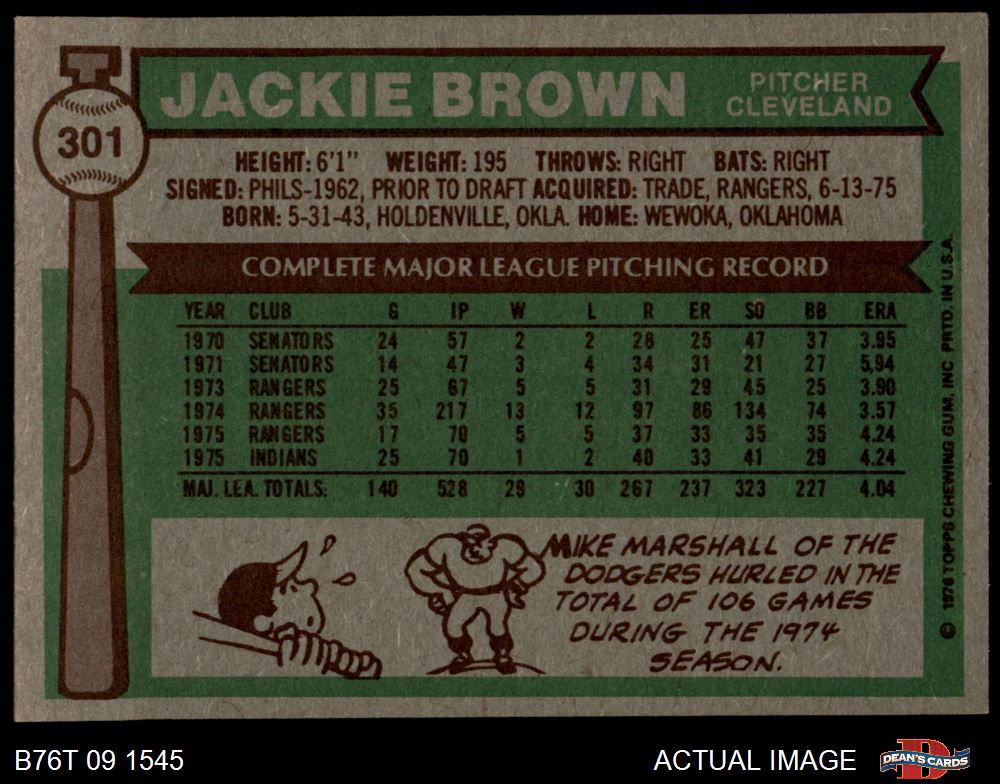 301
JACKIE BROWN
PITCHER
CLEVELAND
HEIGHT: 6'1" WEIGHT: 195 THROWS: RIGHT BATS: RIGHT
SIGNED: PHILS-1962, PRIOR TO DRAFT ACQUIRED: TRADE, RANGERS, 6-13-75
BORN: 5-31-43, HOLDENVILLE, OKLA. HOME: WEWOKA, OKLAHOMA
COMPLETE MAJOR LEAGUE PITCHING RECORD
YEAR CLUB G IP W L R ER SO BB ERA
1970 SENATORS 24 57 2 2 28 25 47 37 3.95
1971 SENATORS 14 47 3 4 34 31 21 27 5.94
1973 RANGERS 25 67 5 5 31 29 45 25 3.90
1974 RANGERS 35 217 13 12 97 86 134 74 3.57
1975 RANGERS 17 70 5 5 37 33 35 35 4.24
1975 INDIANS 25 70 1 2 40 33 41 29 4.24
MAJ. LEA. TOTALS: 140 528 29 30 267 237 323 227 4.04
MIKE MARSHALL OF THE
DODGERS HURLED IN THE
TOTAL OF 106 GAMES
DURING THE 1974
SEASON.
© 1976 TOPPS CHEWING GUM, INC PRTD. IN U.S.A.
B76T 09 1545
ACTUAL IMAGE
DEAN'S CARDS